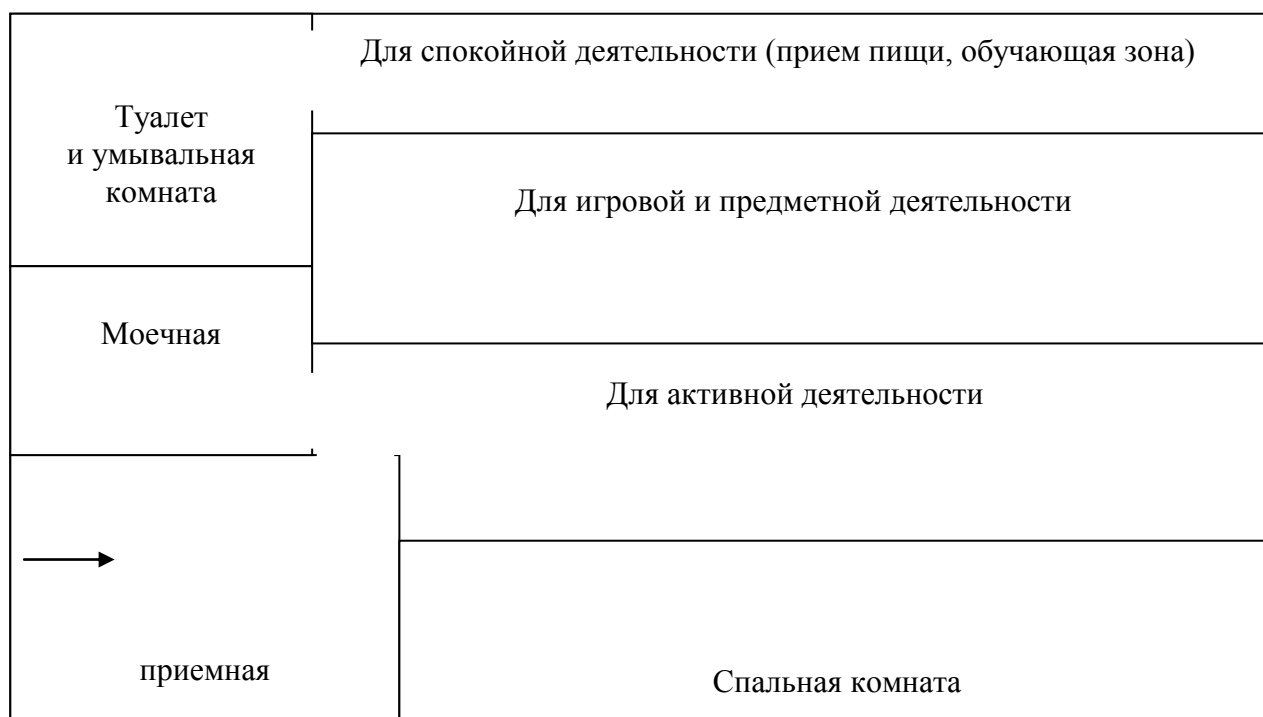 Для спокойной деятельности (прием пищи, обучающая зона)
Туалет
и умывальная
комната
Для игровой и предметной деятельности
Моечная
Для активной деятельности
приемная
Спальная комната